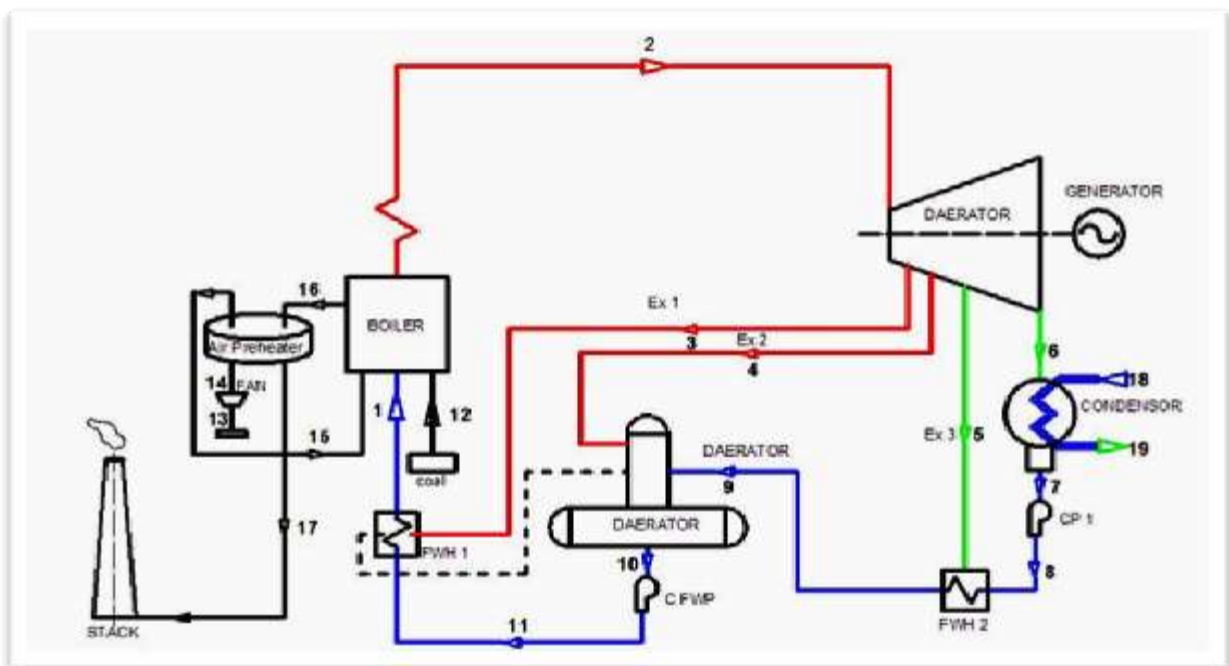 2
GENERATOR
DAERATOR
16
BOILER
Ex 1
3
Ex 2
4
6
18
CONDENSOR
19
Air Preheater
14
FAIN
13
1
12
15
coal
Ex 3
5
DAERATOR
9
7
CP 1
DAERATOR
17
FWH 1
10
CIFWP
8
FWH 2
11
STACK